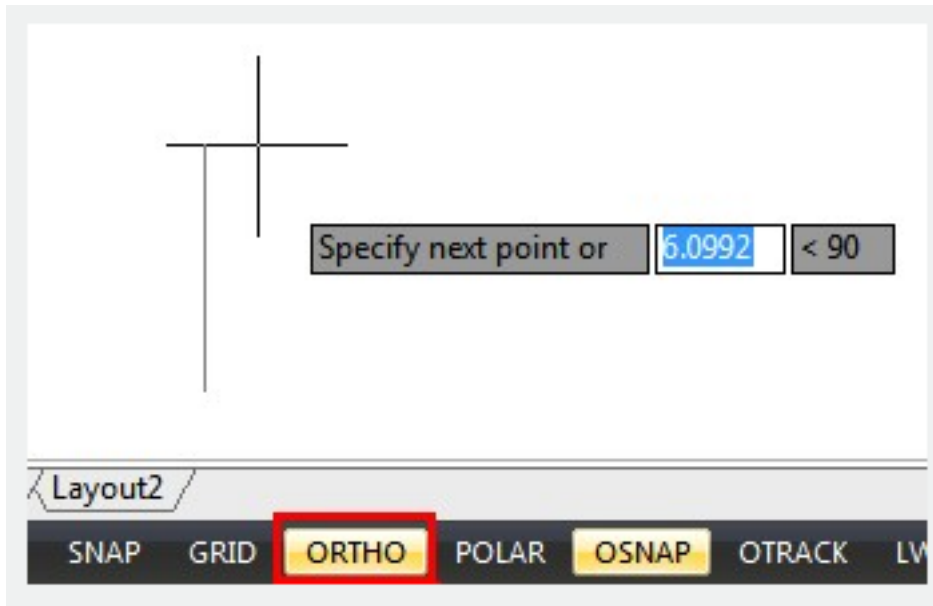 Specify next point or 6.0992 < 90
Layout2
SNAP GRID ORTHO POLAR OSNAP OTRACK